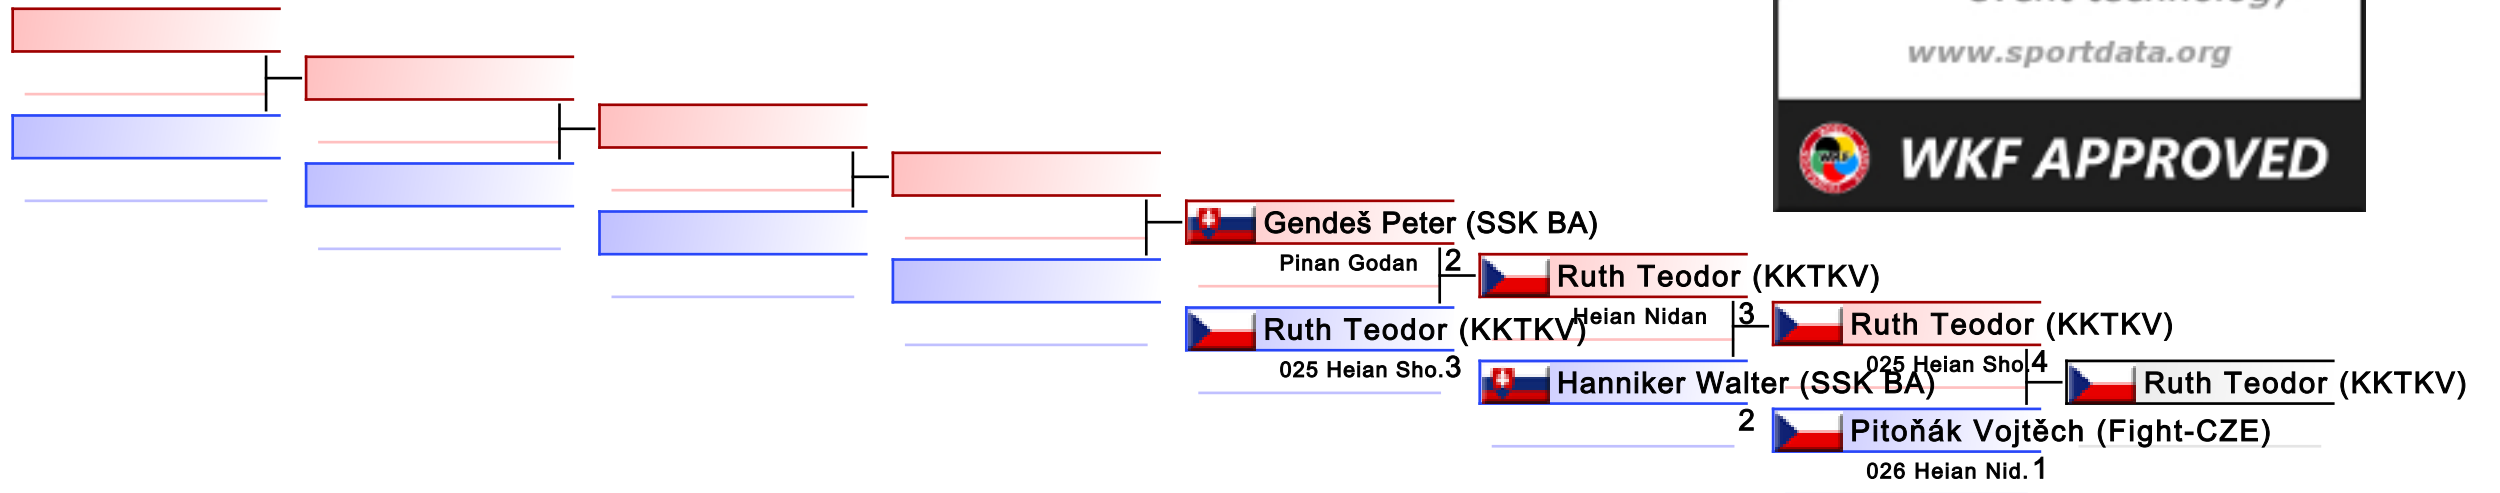 www.sportdata.org
WKF APPROVED
Gendeš Peter (SSK BA)
Pinan Godan 2
Ruth Teodor (KKTKV)
025 Heian Sho. 3
Ruth Teodor (KKTKV)
Heian Nidan 3
Hanniker Walter (SSK BA)
2
Ruth Teodor (KKTKV)
025 Heian Sho. 4
Pitoňák Vojtěch (Fight-CZE)
026 Heian Nid. 1
Ruth Teodor (KKTKV)